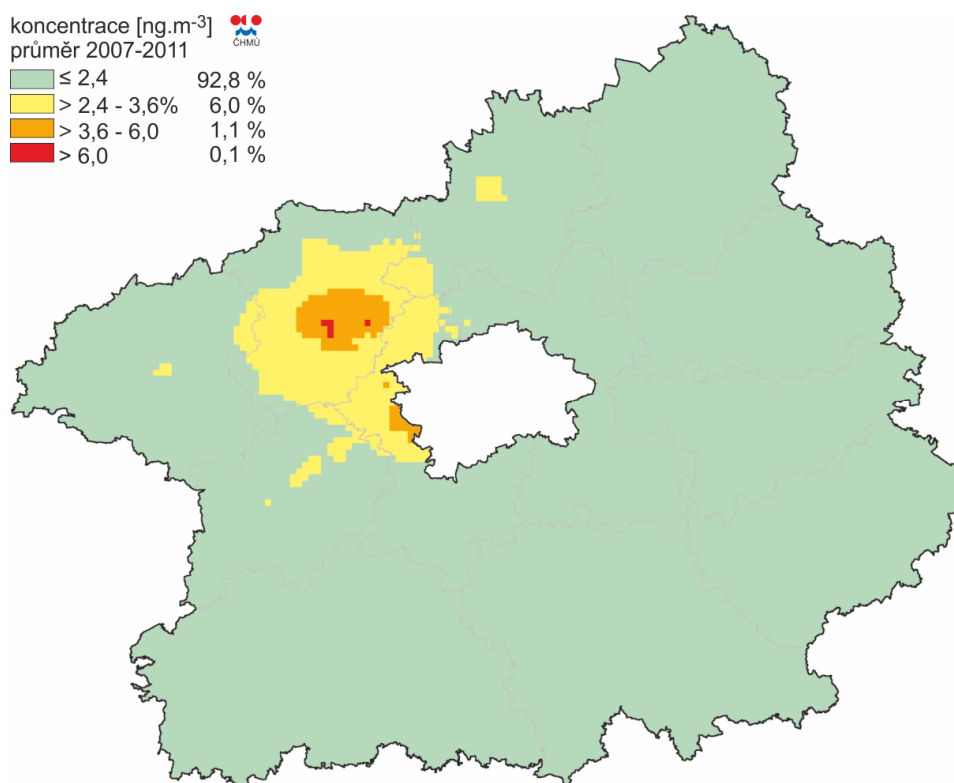 koncentrace [ng.m-3]
ČHMÚ
průměr 2007-2011
≤ 2,4 92,8 %
> 2,4 - 3,6% 6,0 %
> 3,6 - 6,0 1,1 %
> 6,0 0,1 %